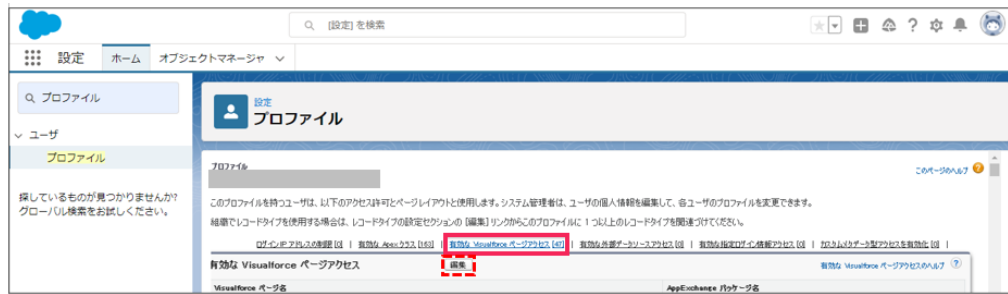 [設定] を検索
設定 ホーム オブジェクトマネージャ
プロファイル
ユーザ
プロファイル
探しているものが見つかりませんか?
グローバル検索をお試しください。
設定
プロファイル
プロファイル
このページのヘルプ
このプロファイルを持つユーザは、以下のアクセス許可とページレイアウトを使用します。システム管理者は、ユーザの個人情報を編集して、各ユーザのプロファイルを変更できます。
組織でレコードタイプを使用する場合は、レコードタイプの設定セクションの [編集] リンクからこのプロファイルに 1 つ以上のレコードタイプを関連づけてください。
ログイン IP アドレスの制限 [0] | 有効な Apex クラス [163] | 有効な Visualforce ページアクセス [47] | 有効な外部データソースアクセス [0] | 有効な指定ログイン情報アクセス [0] | カスタムメタデータ型アクセスを有効化 [0] |
有効な Visualforce ページアクセス 編集 有効な Visualforce ページアクセスのヘルプ
Visualforce ページ名 AppExchange パッケージ名